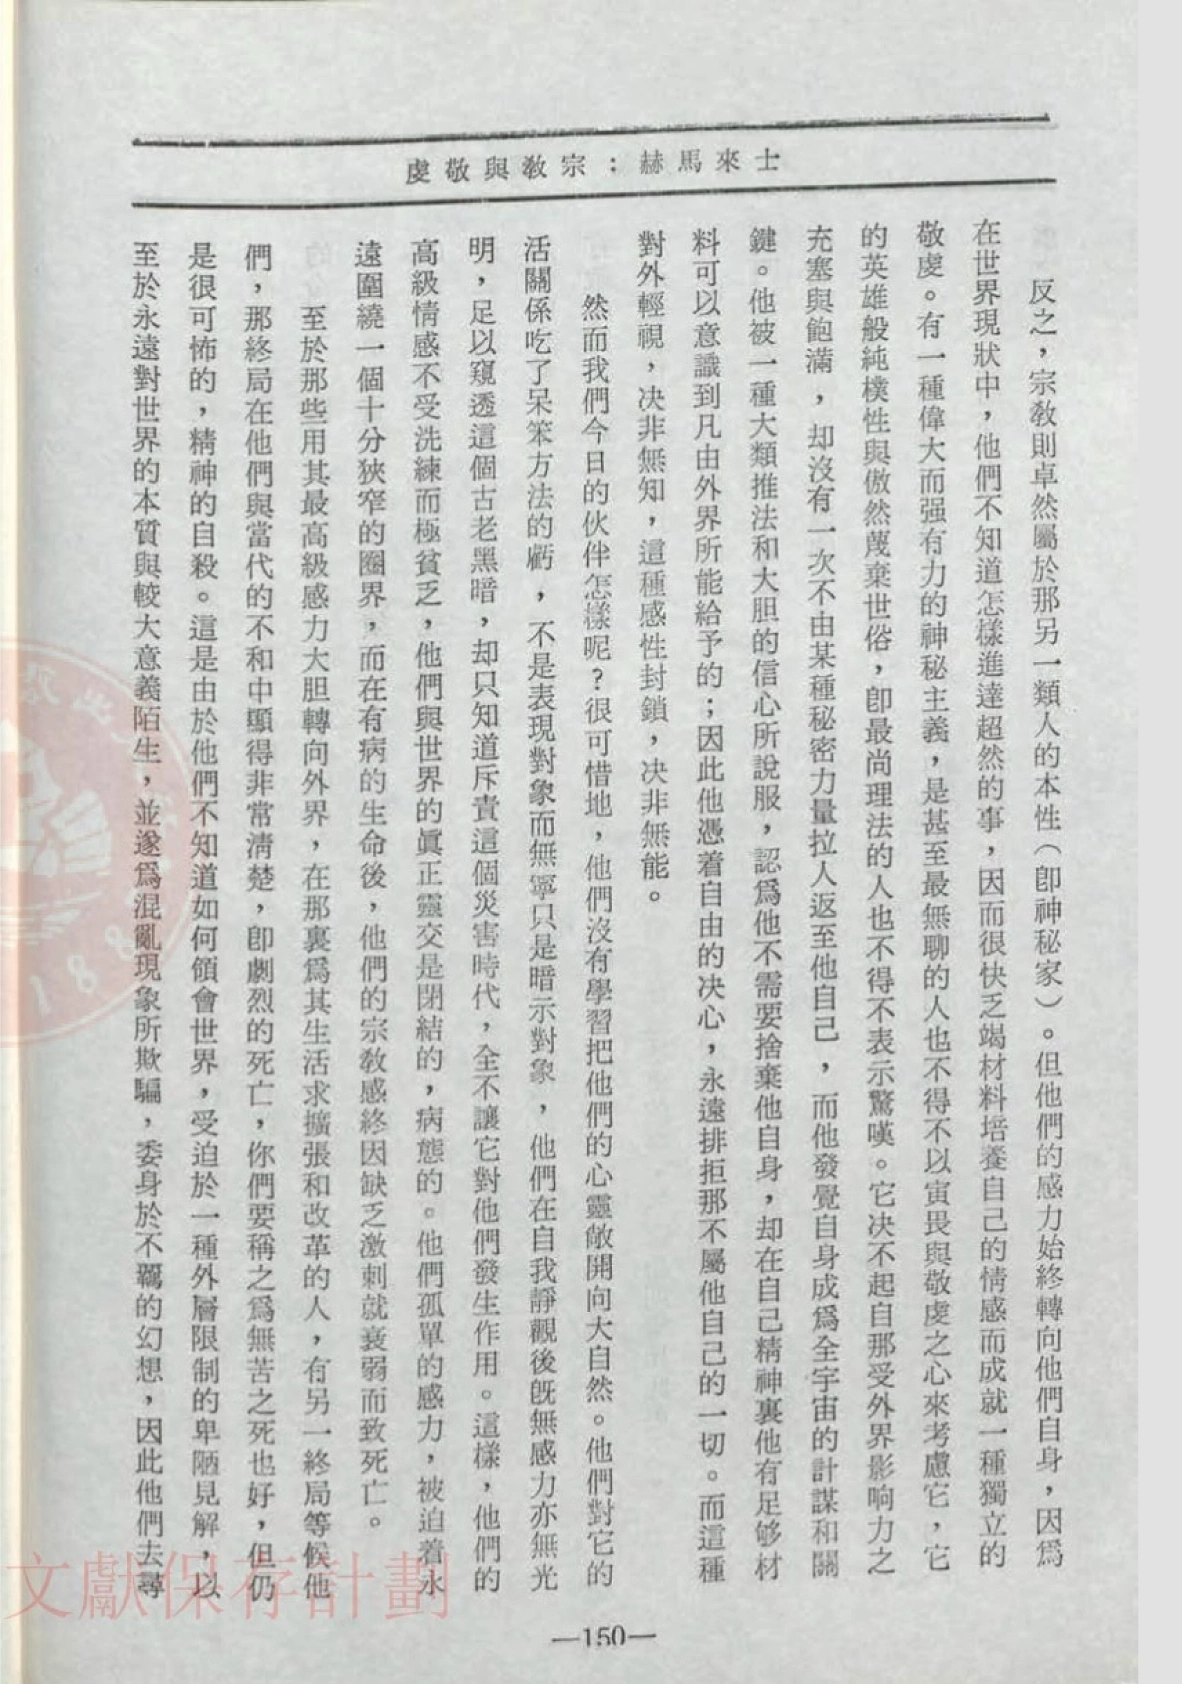 士來馬赫：宗教與敬虔
反之，宗教則卓然屬於那另一類人的本性（卽神秘家）。但他們的感力始終轉向他們自身，因爲
在世界現狀中，他們不知道怎樣進達超然的事，因而很快乏竭材料培養自己的情感而成就一種獨立的
敬虔。有一種偉大而强有力的神秘主義，是甚至最無聊的人也不得不以寅畏與敬虔之心來考慮它，它
的英雄般純樸性與傲然蔑棄世俗，卽最尚理法的人也不得不表示驚嘆。它决不起自那受外界影响力之
充塞與飽滿，却沒有一次不由某種秘密力量拉人返至他自己，而他發覺自身成爲全宇宙的計謀和關
鍵。他被一種大類推法和大胆的信心所說服，認爲他不需要捨棄他自身，却在自己精神裏他有足够材
料可以意識到凡由外界所能給予的；因此他憑着自由的决心，永遠排拒那不屬他自己的一切。而這種
對外輕視，决非無知，這種感性封鎖，决非無能。
然而我們今日的伙伴怎樣呢？很可惜地，他們沒有學習把他們的心靈敞開向大自然。他們對它的
活關係吃了呆笨方法的虧，不是表現對象而無寧只是暗示對象，他們在自我靜觀後旣無感力亦無光
明，足以窺透這個古老黑暗，却只知道斥責這個災害時代，全不讓它對他們發生作用。這樣，他們的
高級情感不受洗練而極貧乏，他們與世界的眞正靈交是閉結的，病態的。他們孤單的感力，被迫着永
遠圍繞一個十分狹窄的圈界，而在有病的生命後，他們的宗教感終因缺乏激刺就衰弱而致死亡。
至於那些用其最高級感力大胆轉向外界，在那裏爲其生活求擴張和改革的人，有另一終局等候他
們，那終局在他們與當代的不和中顯得非常清楚，卽劇烈的死亡，你們要稱之爲無苦之死也好，但仍
是很可怖的，精神的自殺。這是由於他們不知道如何領會世界，受迫於一種外層限制的卑陋見解，以
至於永遠對世界的本質與較大意義陌生，並遂爲混亂現象所欺騙，委身於不羈的幻想，因此他們去尋
—150—
文獻保存計劃
188